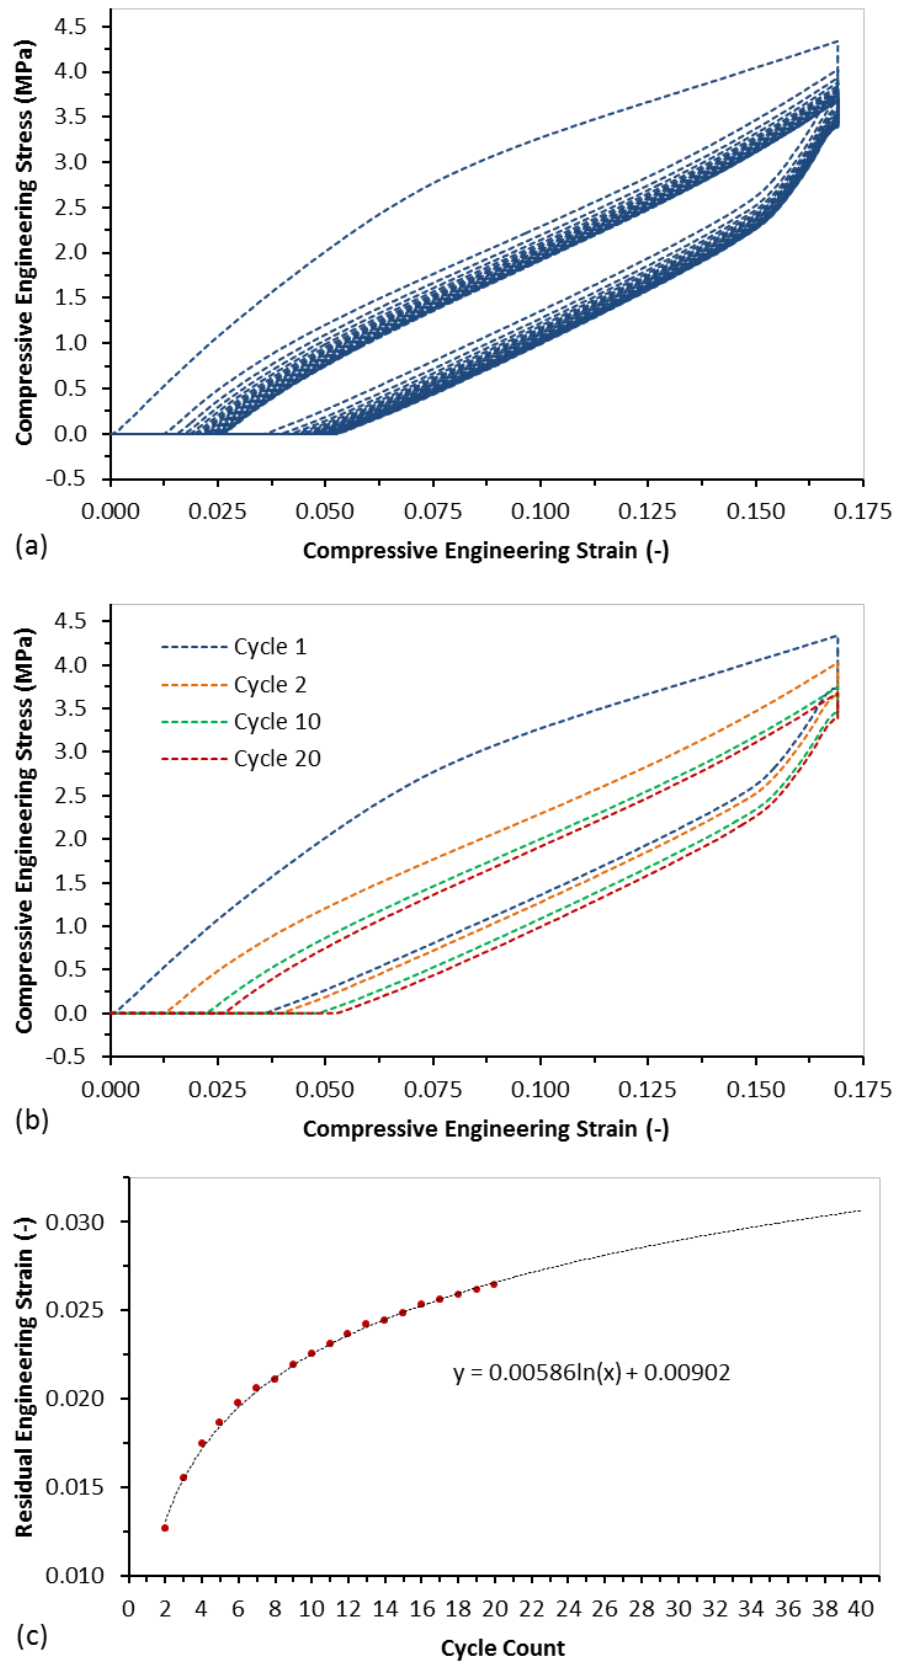 Compressive Engineering Stress (MPa)
4.5
4.0
3.5
3.0
2.5
2.0
1.5
1.0
0.5
0.0
-0.5
0.000 0.025 0.050 0.075 0.100 0.125 0.150 0.175
(a)
Compressive Engineering Strain (-)
Compressive Engineering Stress (MPa)
4.5
4.0
3.5
3.0
2.5
2.0
1.5
1.0
0.5
0.0
-0.5
Cycle 1
Cycle 2
Cycle 10
Cycle 20
0.000 0.025 0.050 0.075 0.100 0.125 0.150 0.175
(b)
Compressive Engineering Strain (-)
Residual Engineering Strain (-)
0.030
0.025
0.020
0.015
0.010
y = 0.00586ln(x) + 0.00902
0 2 4 6 8 10 12 14 16 18 20 22 24 26 28 30 32 34 36 38 40
(c)
Cycle Count